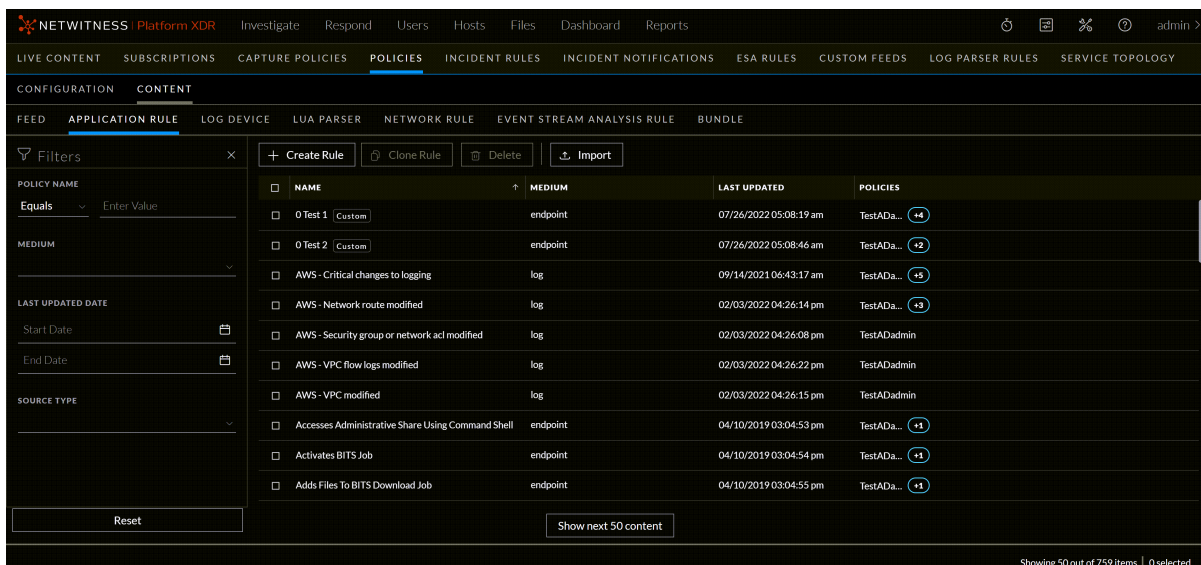 NETWITNESS Platform XDR Investigate Respond Users Hosts Files Dashboard Reports admin
LIVE CONTENT SUBSCRIPTIONS CAPTURE POLICIES POLICIES INCIDENT RULES INCIDENT NOTIFICATIONS ESA RULES CUSTOM FEEDS LOG PARSER RULES SERVICE TOPOLOGY
CONFIGURATION CONTENT
FEED APPLICATION RULE LOG DEVICE LUA PARSER NETWORK RULE EVENT STREAM ANALYSIS RULE BUNDLE
Filters
POLICY NAME
Equals Enter Value
MEDIUM
LAST UPDATED DATE
Start Date
End Date
SOURCE TYPE
Reset
+ Create Rule Clone Rule Delete Import
NAME MEDIUM LAST UPDATED POLICIES
0 Test 1 Custom endpoint 07/26/2022 05:08:19 am TestADa... +4
0 Test 2 Custom endpoint 07/26/2022 05:08:46 am TestADa... +2
AWS - Critical changes to logging log 09/14/2021 06:43:17 am TestADa... +5
AWS - Network route modified log 02/03/2022 04:26:14 pm TestADa... +3
AWS - Security group or network acl modified log 02/03/2022 04:26:08 pm TestADadmin
AWS - VPC flow logs modified log 02/03/2022 04:26:22 pm TestADadmin
AWS - VPC modified log 02/03/2022 04:26:15 pm TestADadmin
Accesses Administrative Share Using Command Shell endpoint 04/10/2019 03:04:53 pm TestADa... +1
Activates BITS Job endpoint 04/10/2019 03:04:54 pm TestADa... +1
Adds Files To BITS Download Job endpoint 04/10/2019 03:04:55 pm TestADa... +1
Show next 50 content
Showing 50 out of 759 items 0 selected